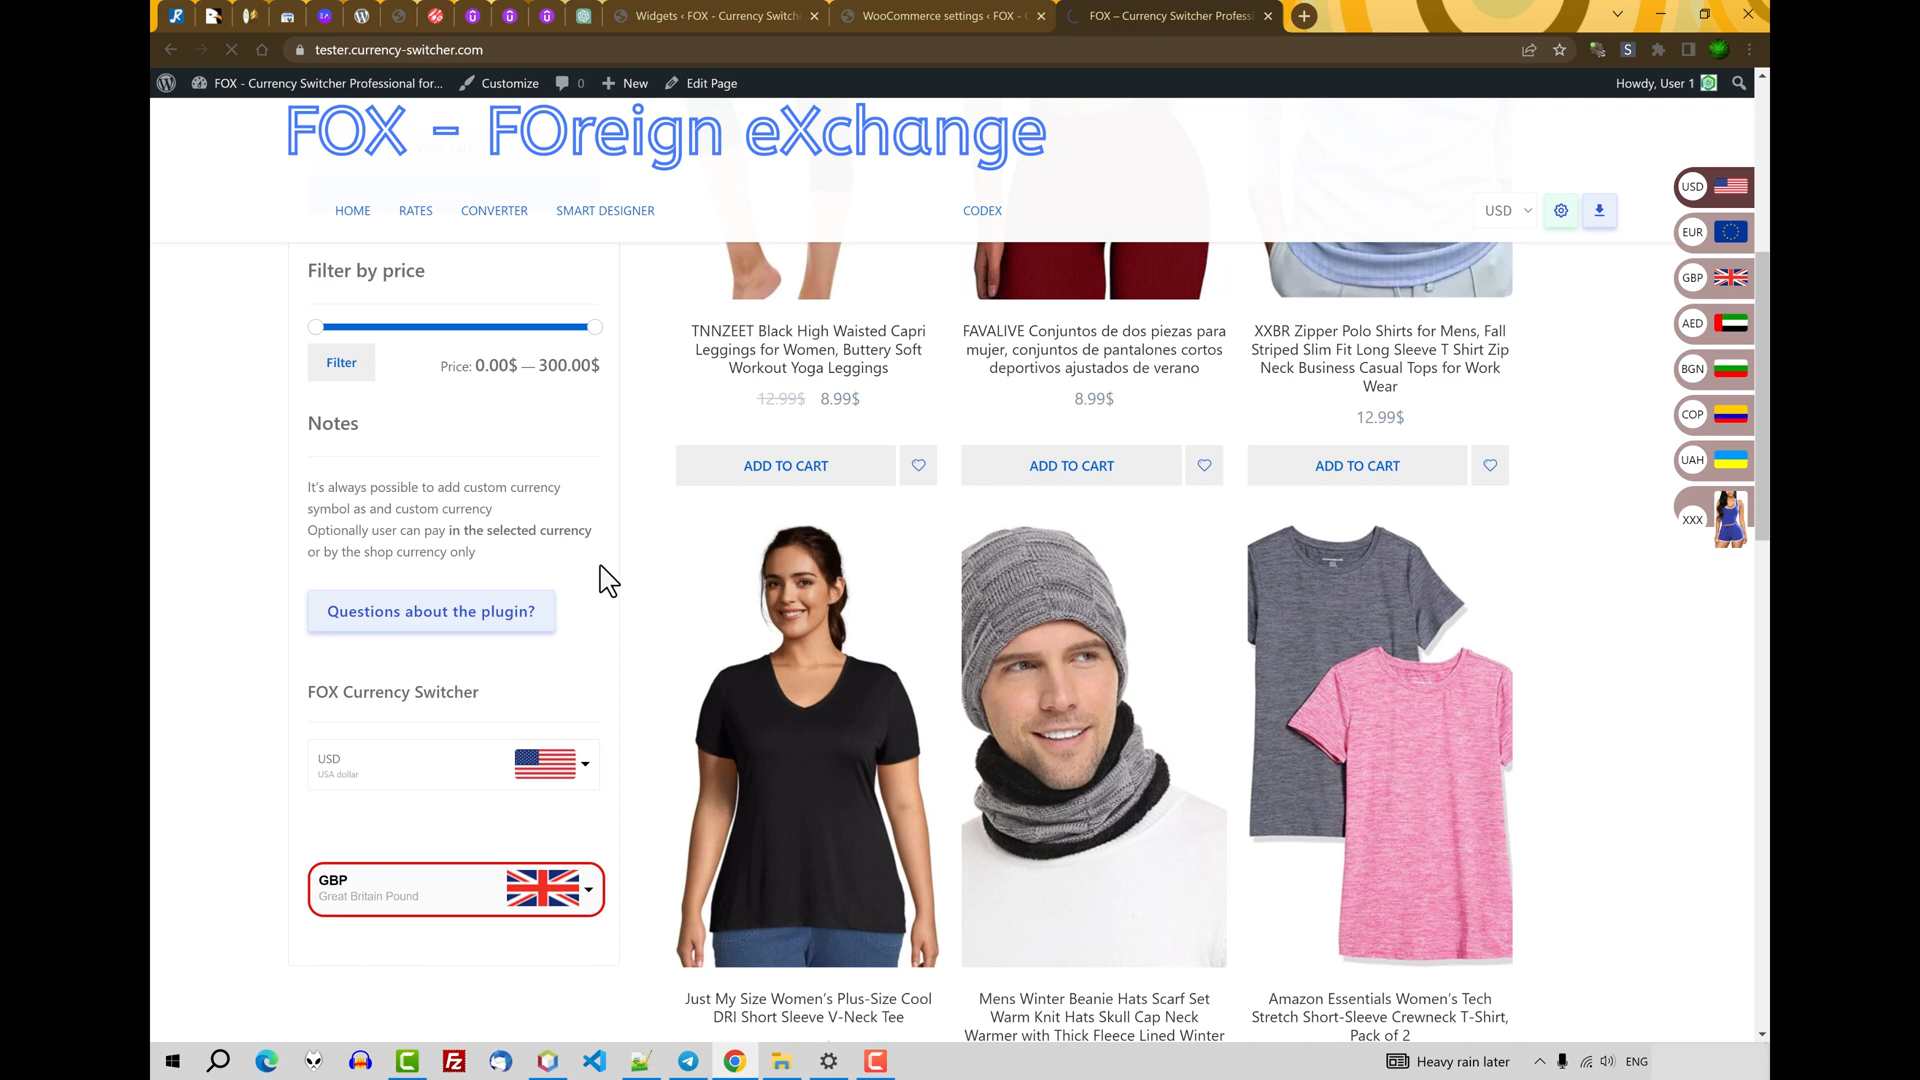 Widgets ‹ FOX - Currency Switch
WooCommerce settings ‹ FOX -
FOX – Currency Switcher Profess
tester.currency-switcher.com
FOX - Currency Switcher Professional for...
Customize
0
New
Edit Page
Howdy, User 1
FOX - FOreign eXchange
HOME
RATES
CONVERTER
SMART DESIGNER
CODEX
USD
USD
EUR
GBP
AED
BGN
COP
UAH
XXX
Filter by price
Filter
Price: 0.00$ — 300.00$
Notes
It's always possible to add custom currency
symbol as and custom currency
Optionally user can pay in the selected currency
or by the shop currency only
Questions about the plugin?
FOX Currency Switcher
USD
USA dollar
GBP
Great Britain Pound
TNNZEET Black High Waisted Capri
Leggings for Women, Buttery Soft
Workout Yoga Leggings
12.99$ 8.99$
ADD TO CART
FAVALIVE Conjuntos de dos piezas para
mujer, conjuntos de pantalones cortos
deportivos ajustados de verano
8.99$
ADD TO CART
XXBR Zipper Polo Shirts for Mens, Fall
Striped Slim Fit Long Sleeve T Shirt Zip
Neck Business Casual Tops for Work
Wear
12.99$
ADD TO CART
Just My Size Women's Plus-Size Cool
DRI Short Sleeve V-Neck Tee
Mens Winter Beanie Hats Scarf Set
Warm Knit Hats Skull Cap Neck
Warmer with Thick Fleece Lined Winter
Amazon Essentials Women's Tech
Stretch Short-Sleeve Crewneck T-Shirt,
Pack of 2
Heavy rain later
ENG